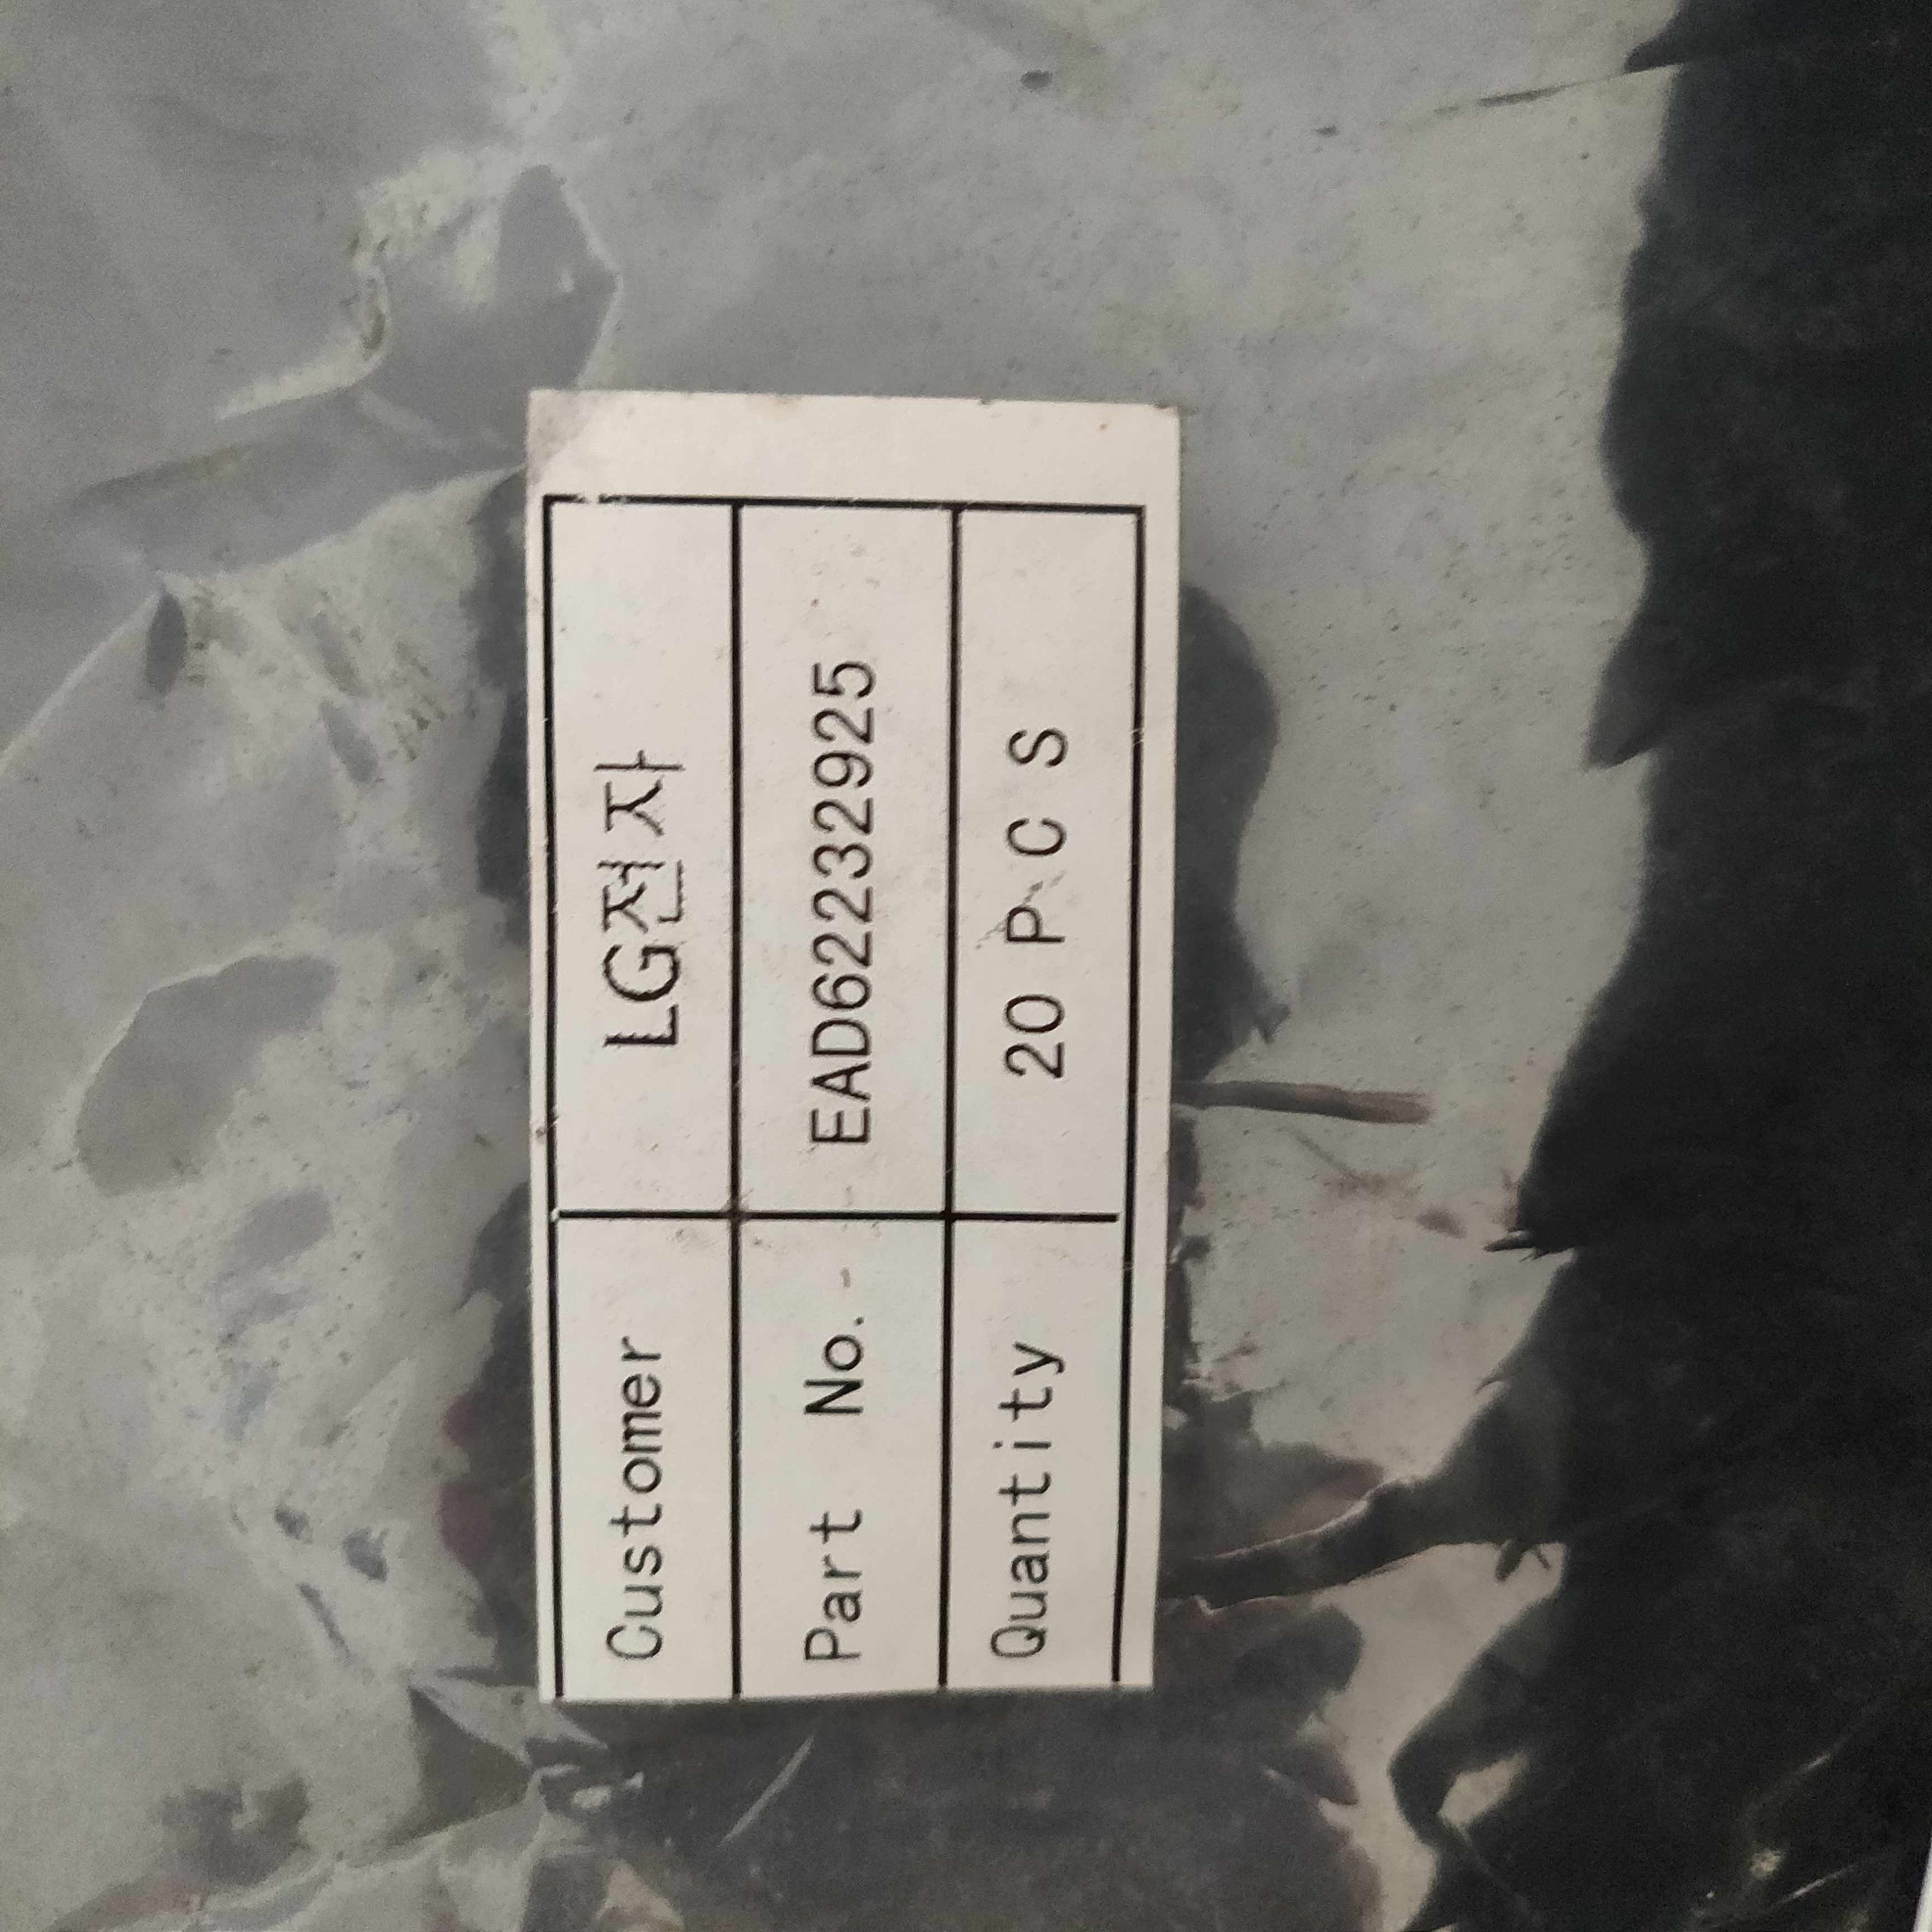 Customer LG전자
Part No. EAD62232925
Quantity 20 P C S